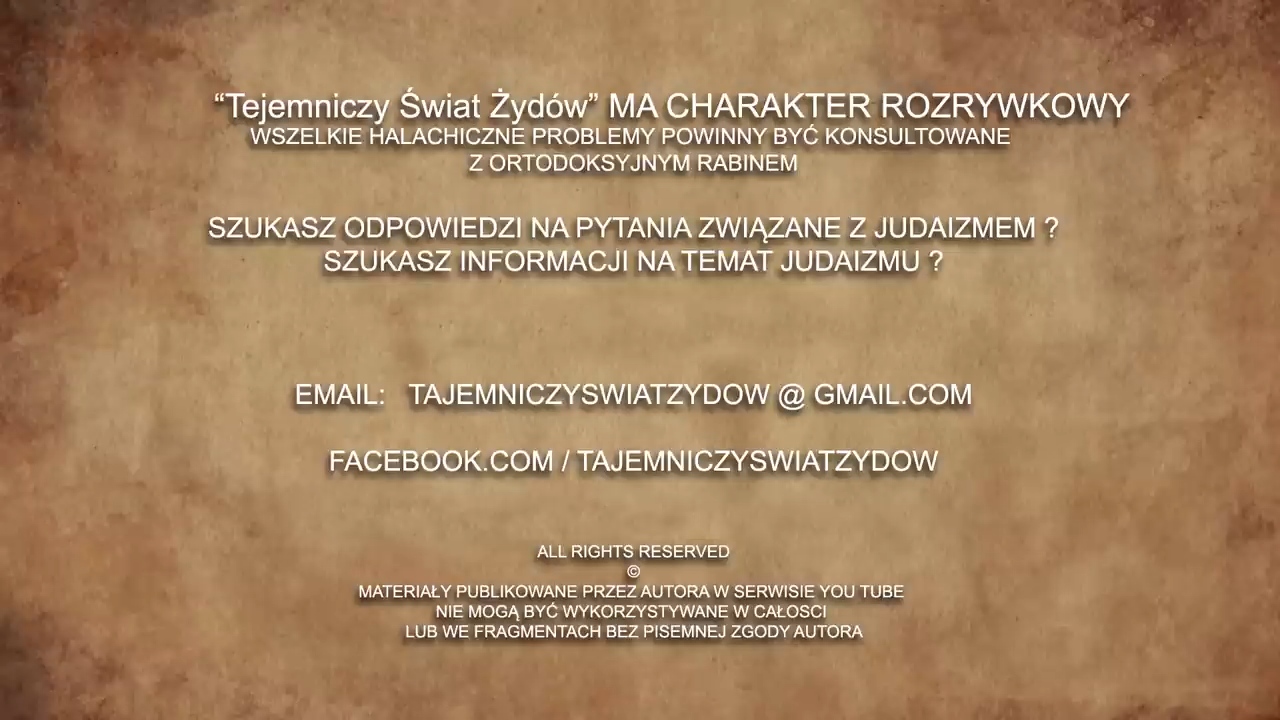 “Tejemniczy Świat Żydów” MA CHARAKTER ROZRYWKOWY
WSZELKIE HALACHICZNE PROBLEMY POWINNY BYĆ KONSULTOWANE
Z ORTODOKSYJNYM RABINEM
SZUKASZ ODPOWIEDZI NA PYTANIA ZWIĄZANE Z JUDAIZMEM ?
SZUKASZ INFORMACJI NA TEMAT JUDAIZMU ?
EMAIL: TAJEMNICZYSWIATZYDOW @ GMAIL.COM
FACEBOOK.COM / TAJEMNICZYSWIATZYDOW
ALL RIGHTS RESERVED
©
MATERIAŁY PUBLIKOWANE PRZEZ AUTORA W SERWISIE YOU TUBE
NIE MOGĄ BYĆ WYKORZYSTYWANE W CAŁOSCI
LUB WE FRAGMENTACH BEZ PISEMNEJ ZGODY AUTORA